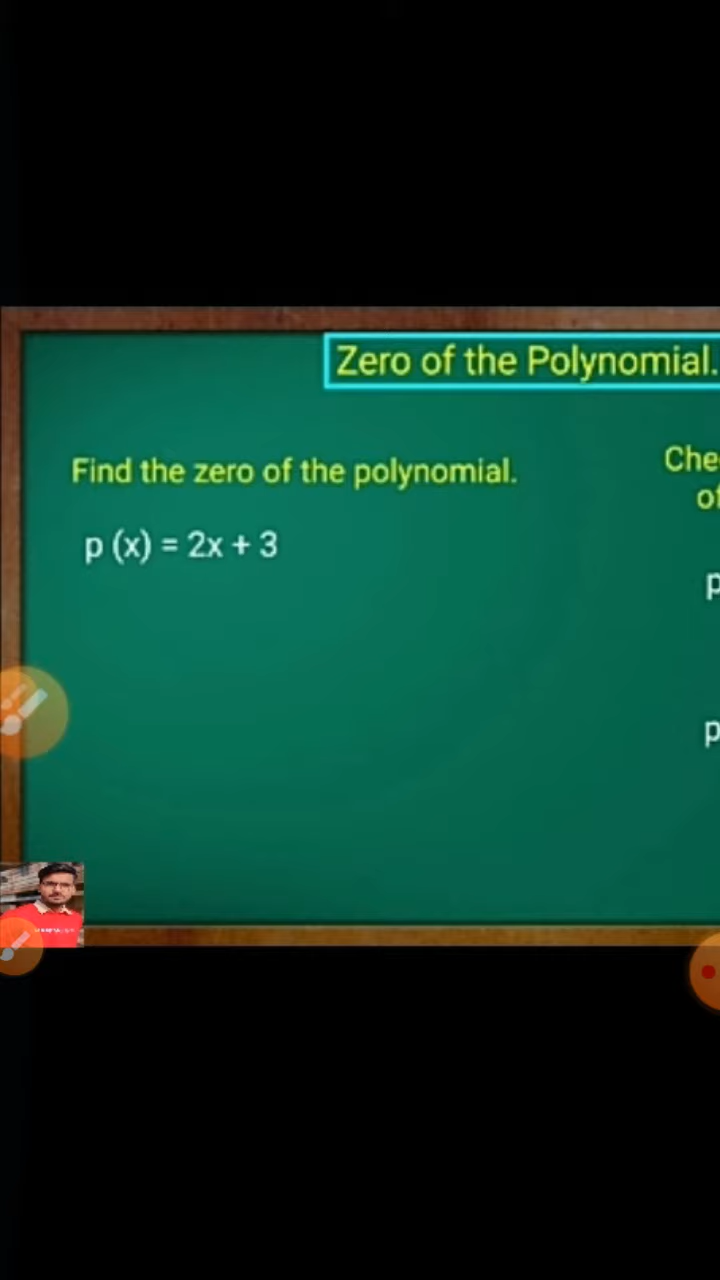 Zero of the Polynomial.
Find the zero of the polynomial.
p (x) = 2x + 3
Che
of
p
p